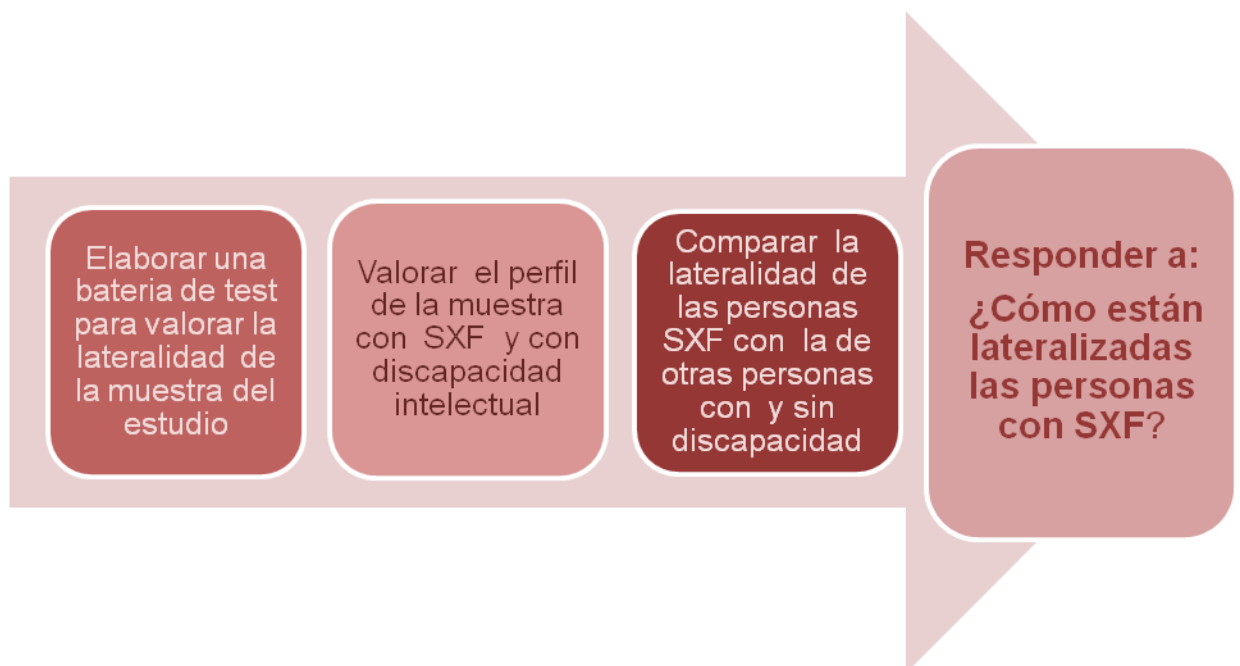 Elaborar una
bateria de test
para valorar la
lateralidad de
la muestra del
estudio
Valorar el perfil
de la muestra
con SXF y con
discapacidad
intelectual
Comparar la
lateralidad de
las personas
SXF con la de
otras personas
con y sin
discapacidad
Responder a:
¿Cómo están
lateralizadas
las personas
con SXF?